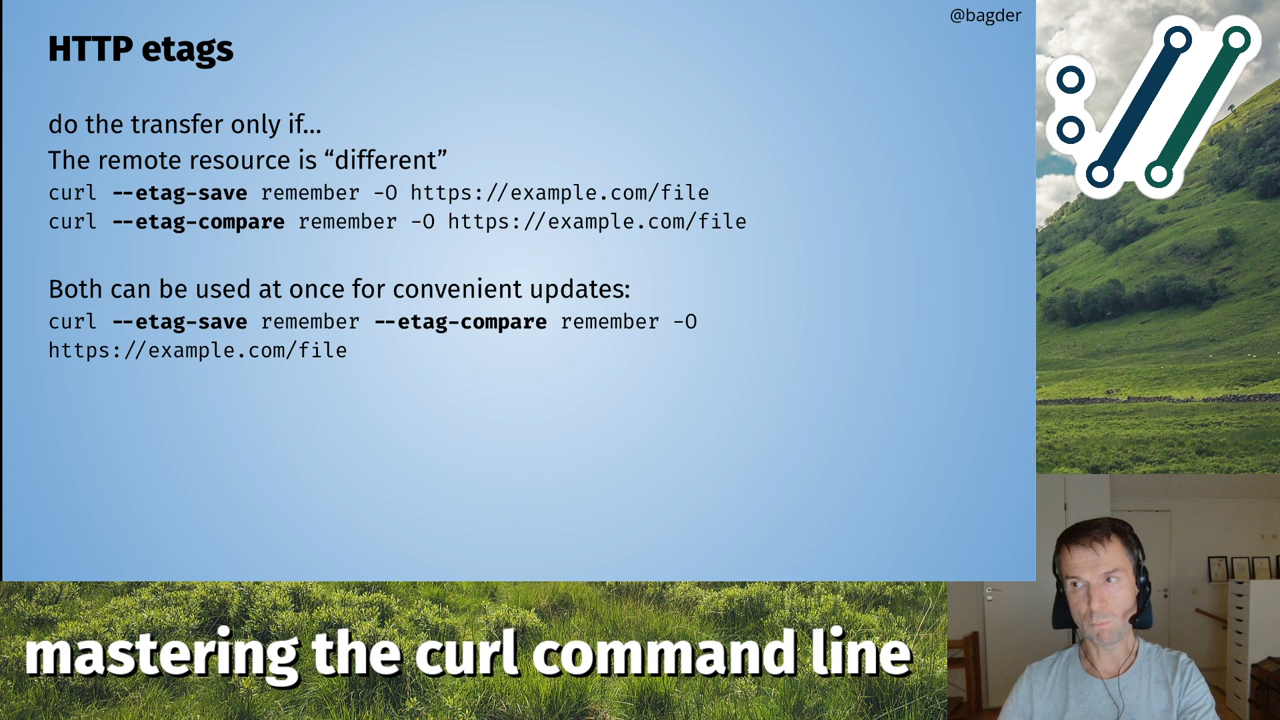 @bagder
HTTP etags
do the transfer only if...
The remote resource is “different”
curl --etag-save remember -O https://example.com/file
curl --etag-compare remember -O https://example.com/file
Both can be used at once for convenient updates:
curl --etag-save remember --etag-compare remember -O
https://example.com/file
mastering the curl command line